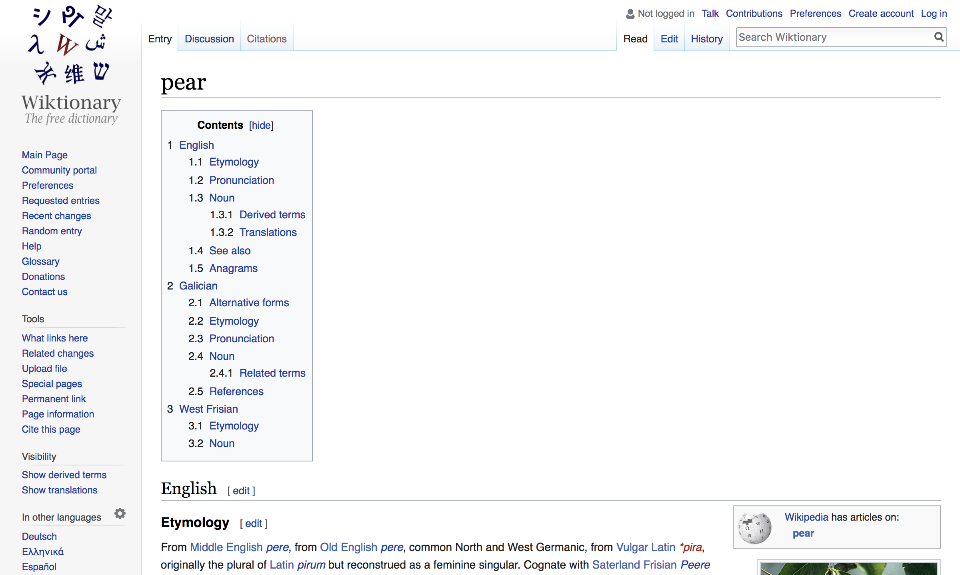 Not logged in Talk Contributions Preferences Create account Log in
Entry Discussion Citations Read Edit History Search Wiktionary
维
Wiktionary
The free dictionary
Main Page
Community portal
Preferences
Requested entries
Recent changes
Random entry
Help
Glossary
Donations
Contact us
Tools
What links here
Related changes
Upload file
Special pages
Permanent link
Page information
Cite this page
Visibility
Show derived terms
Show translations
In other languages
Deutsch
Ελληνικά
Español
pear
Contents [hide]
1 English
1.1 Etymology
1.2 Pronunciation
1.3 Noun
1.3.1 Derived terms
1.3.2 Translations
1.4 See also
1.5 Anagrams
2 Galician
2.1 Alternative forms
2.2 Etymology
2.3 Pronunciation
2.4 Noun
2.4.1 Related terms
2.5 References
3 West Frisian
3.1 Etymology
3.2 Noun
English [ edit ]
Etymology [ edit ]
From Middle English pere, from Old English pere, common North and West Germanic, from Vulgar Latin *pira,
originally the plural of Latin pirum but reconstrued as a feminine singular. Cognate with Saterland Frisian Peere
Wikipedia has articles on:
pear